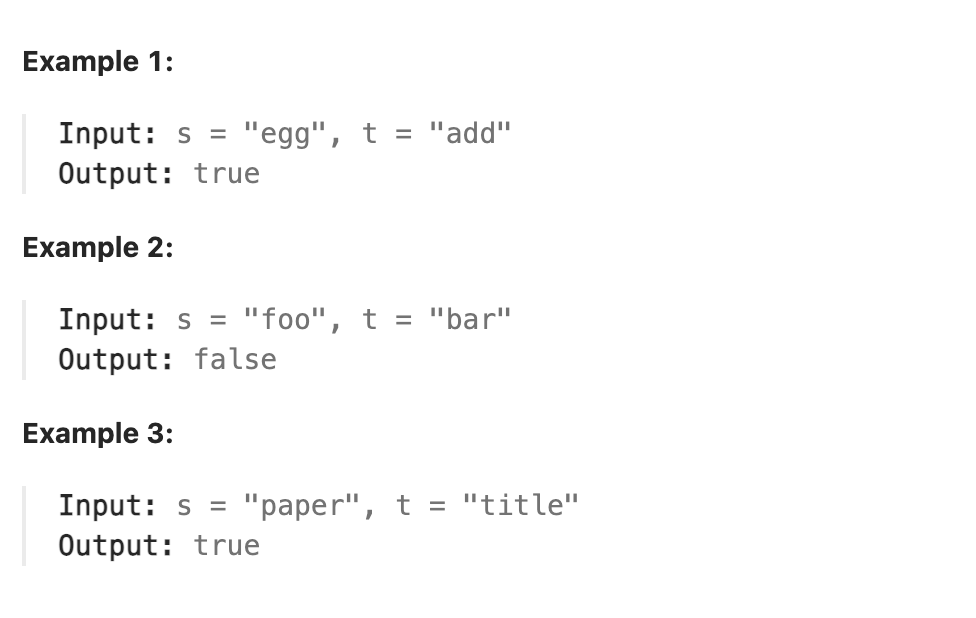 Example 1:
Input: s = "egg", t = "add"
Output: true
Example 2:
Input: s = "foo", t = "bar"
Output: false
Example 3:
Input: s = "paper", t = "title"
Output: true